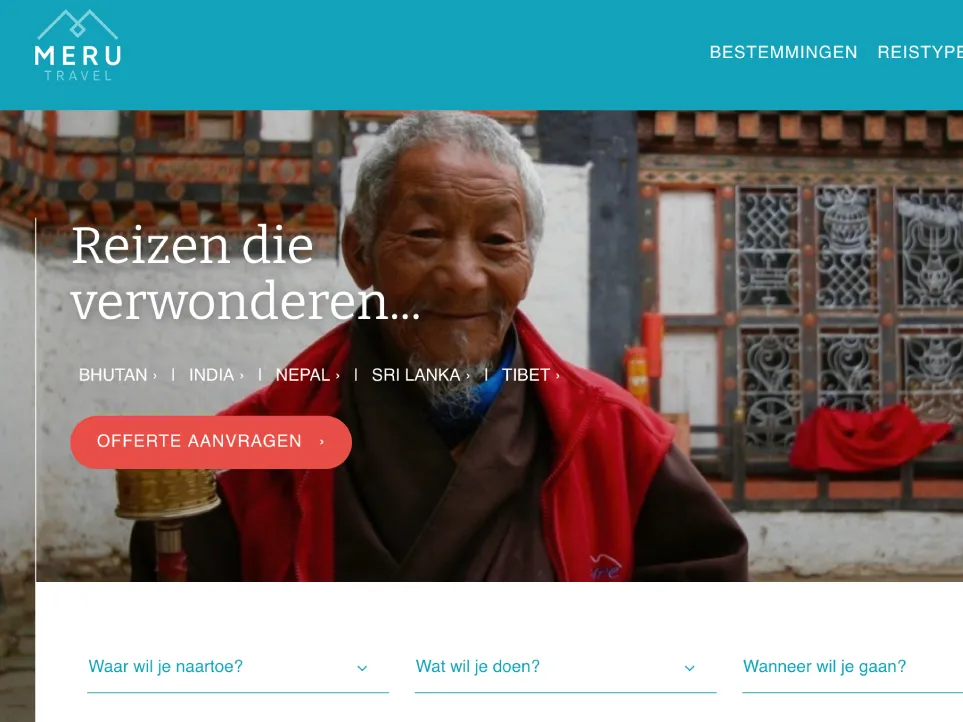 MERU
TRAVEL
BESTEMMINGEN REISTYPE
Reizen die
verwonderen...
BHUTAN › | INDIA › | NEPAL › | SRI LANKA › | TIBET ›
OFFERTE AANVRAGEN ›
Waar wil je naartoe? Wat wil je doen? Wanneer wil je gaan?